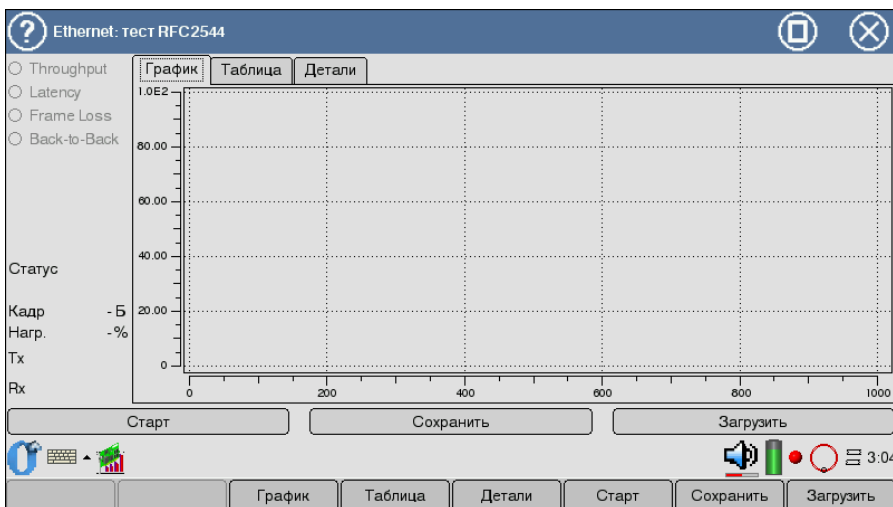 Ethernet: тест RFC2544
Throughput
Latency
Frame Loss
Back-to-Back
График Таблица Детали
1.0E2
80.00
60.00
40.00
20.00
0
0 200 400 600 800 1000
Статус
Кадр - Б
Нагр. -%
Tx
Rx
Старт Сохранить Загрузить
3:04
График Таблица Детали Старт Сохранить Загрузить